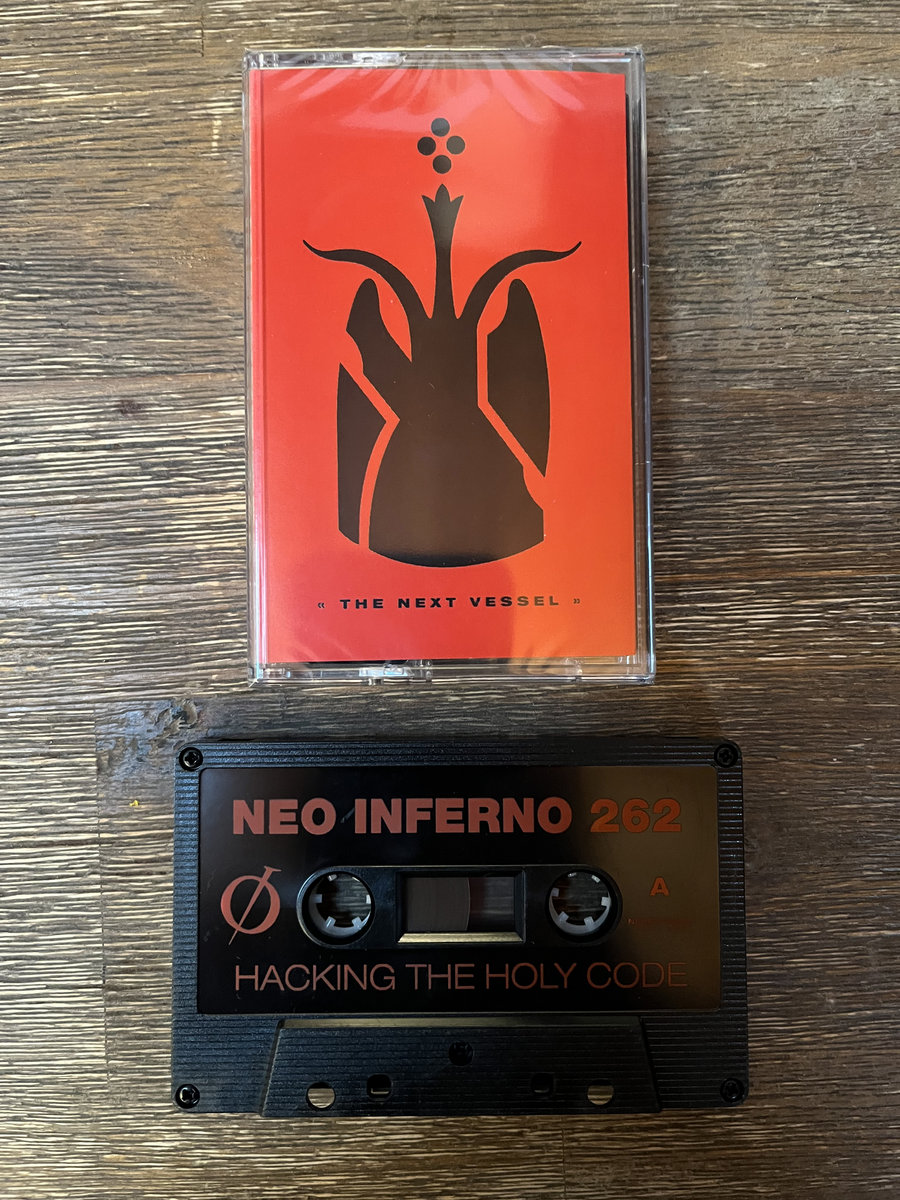 « THE NEXT VESSEL »
NEO INFERNO 262
A
HACKING THE HOLY CODE